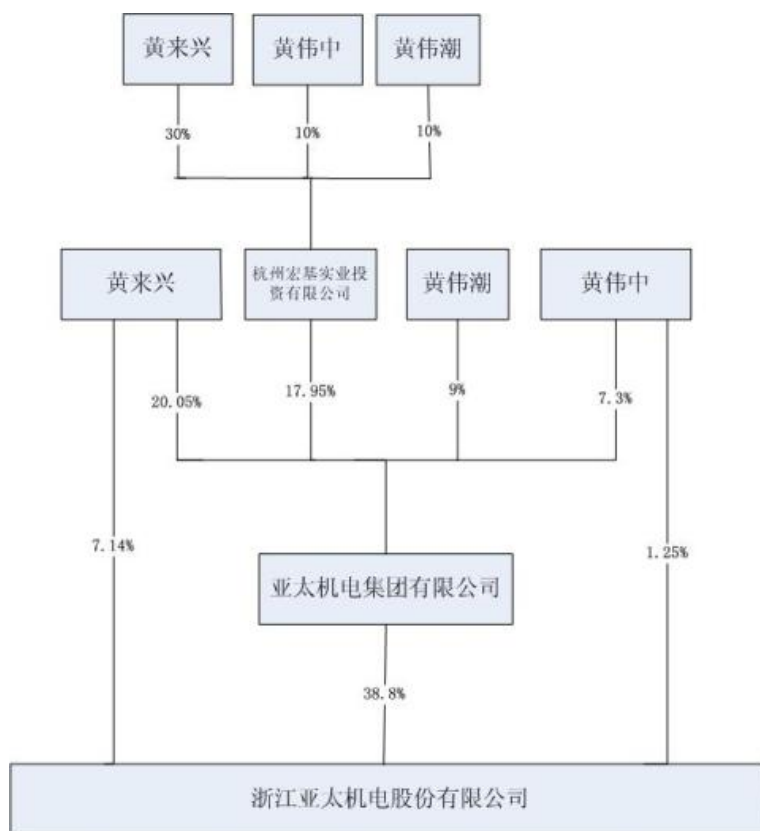 黄来兴
黄伟中
黄伟潮
30%
10%
10%
黄来兴
杭州宏基实业投
资有限公司
黄伟潮
黄伟中
20.05%
17.95%
9%
7.3%
7.14%
1.25%
亚太机电集团有限公司
38.8%
浙江亚太机电股份有限公司